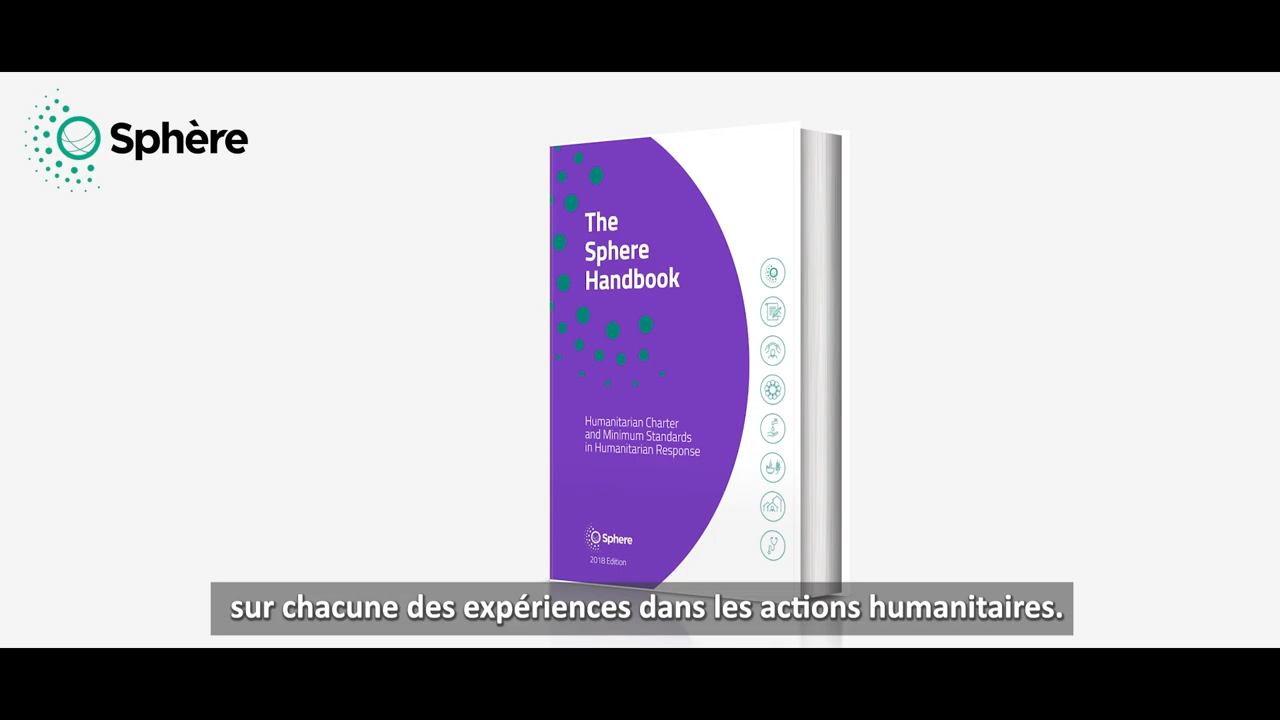 Sphère
The
Sphere
Handbook
Humanitarian Charter
and Minimum Standards
in Humanitarian Response
Sphere
2018 Edition
sur chacune des expériences dans les actions humanitaires.